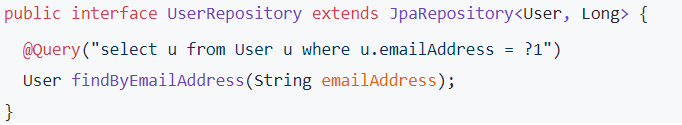 public interface UserRepository extends JpaRepository<User, Long> {
@Query("select u from User u where u.emailAddress = ?1")
User findByEmailAddress(String emailAddress);
}